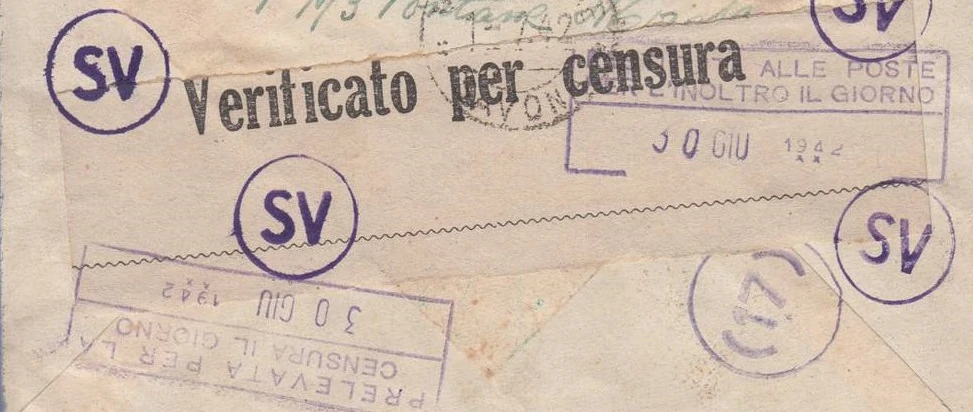 SV
SV
Verificato per censura
ALLE POSTE
INOLTRO IL GIORNO
30 GIU 1942
SV
SV
(17)
PRELEVATA PER LA
CENSURA IL GIORNO
30 GIU 1942